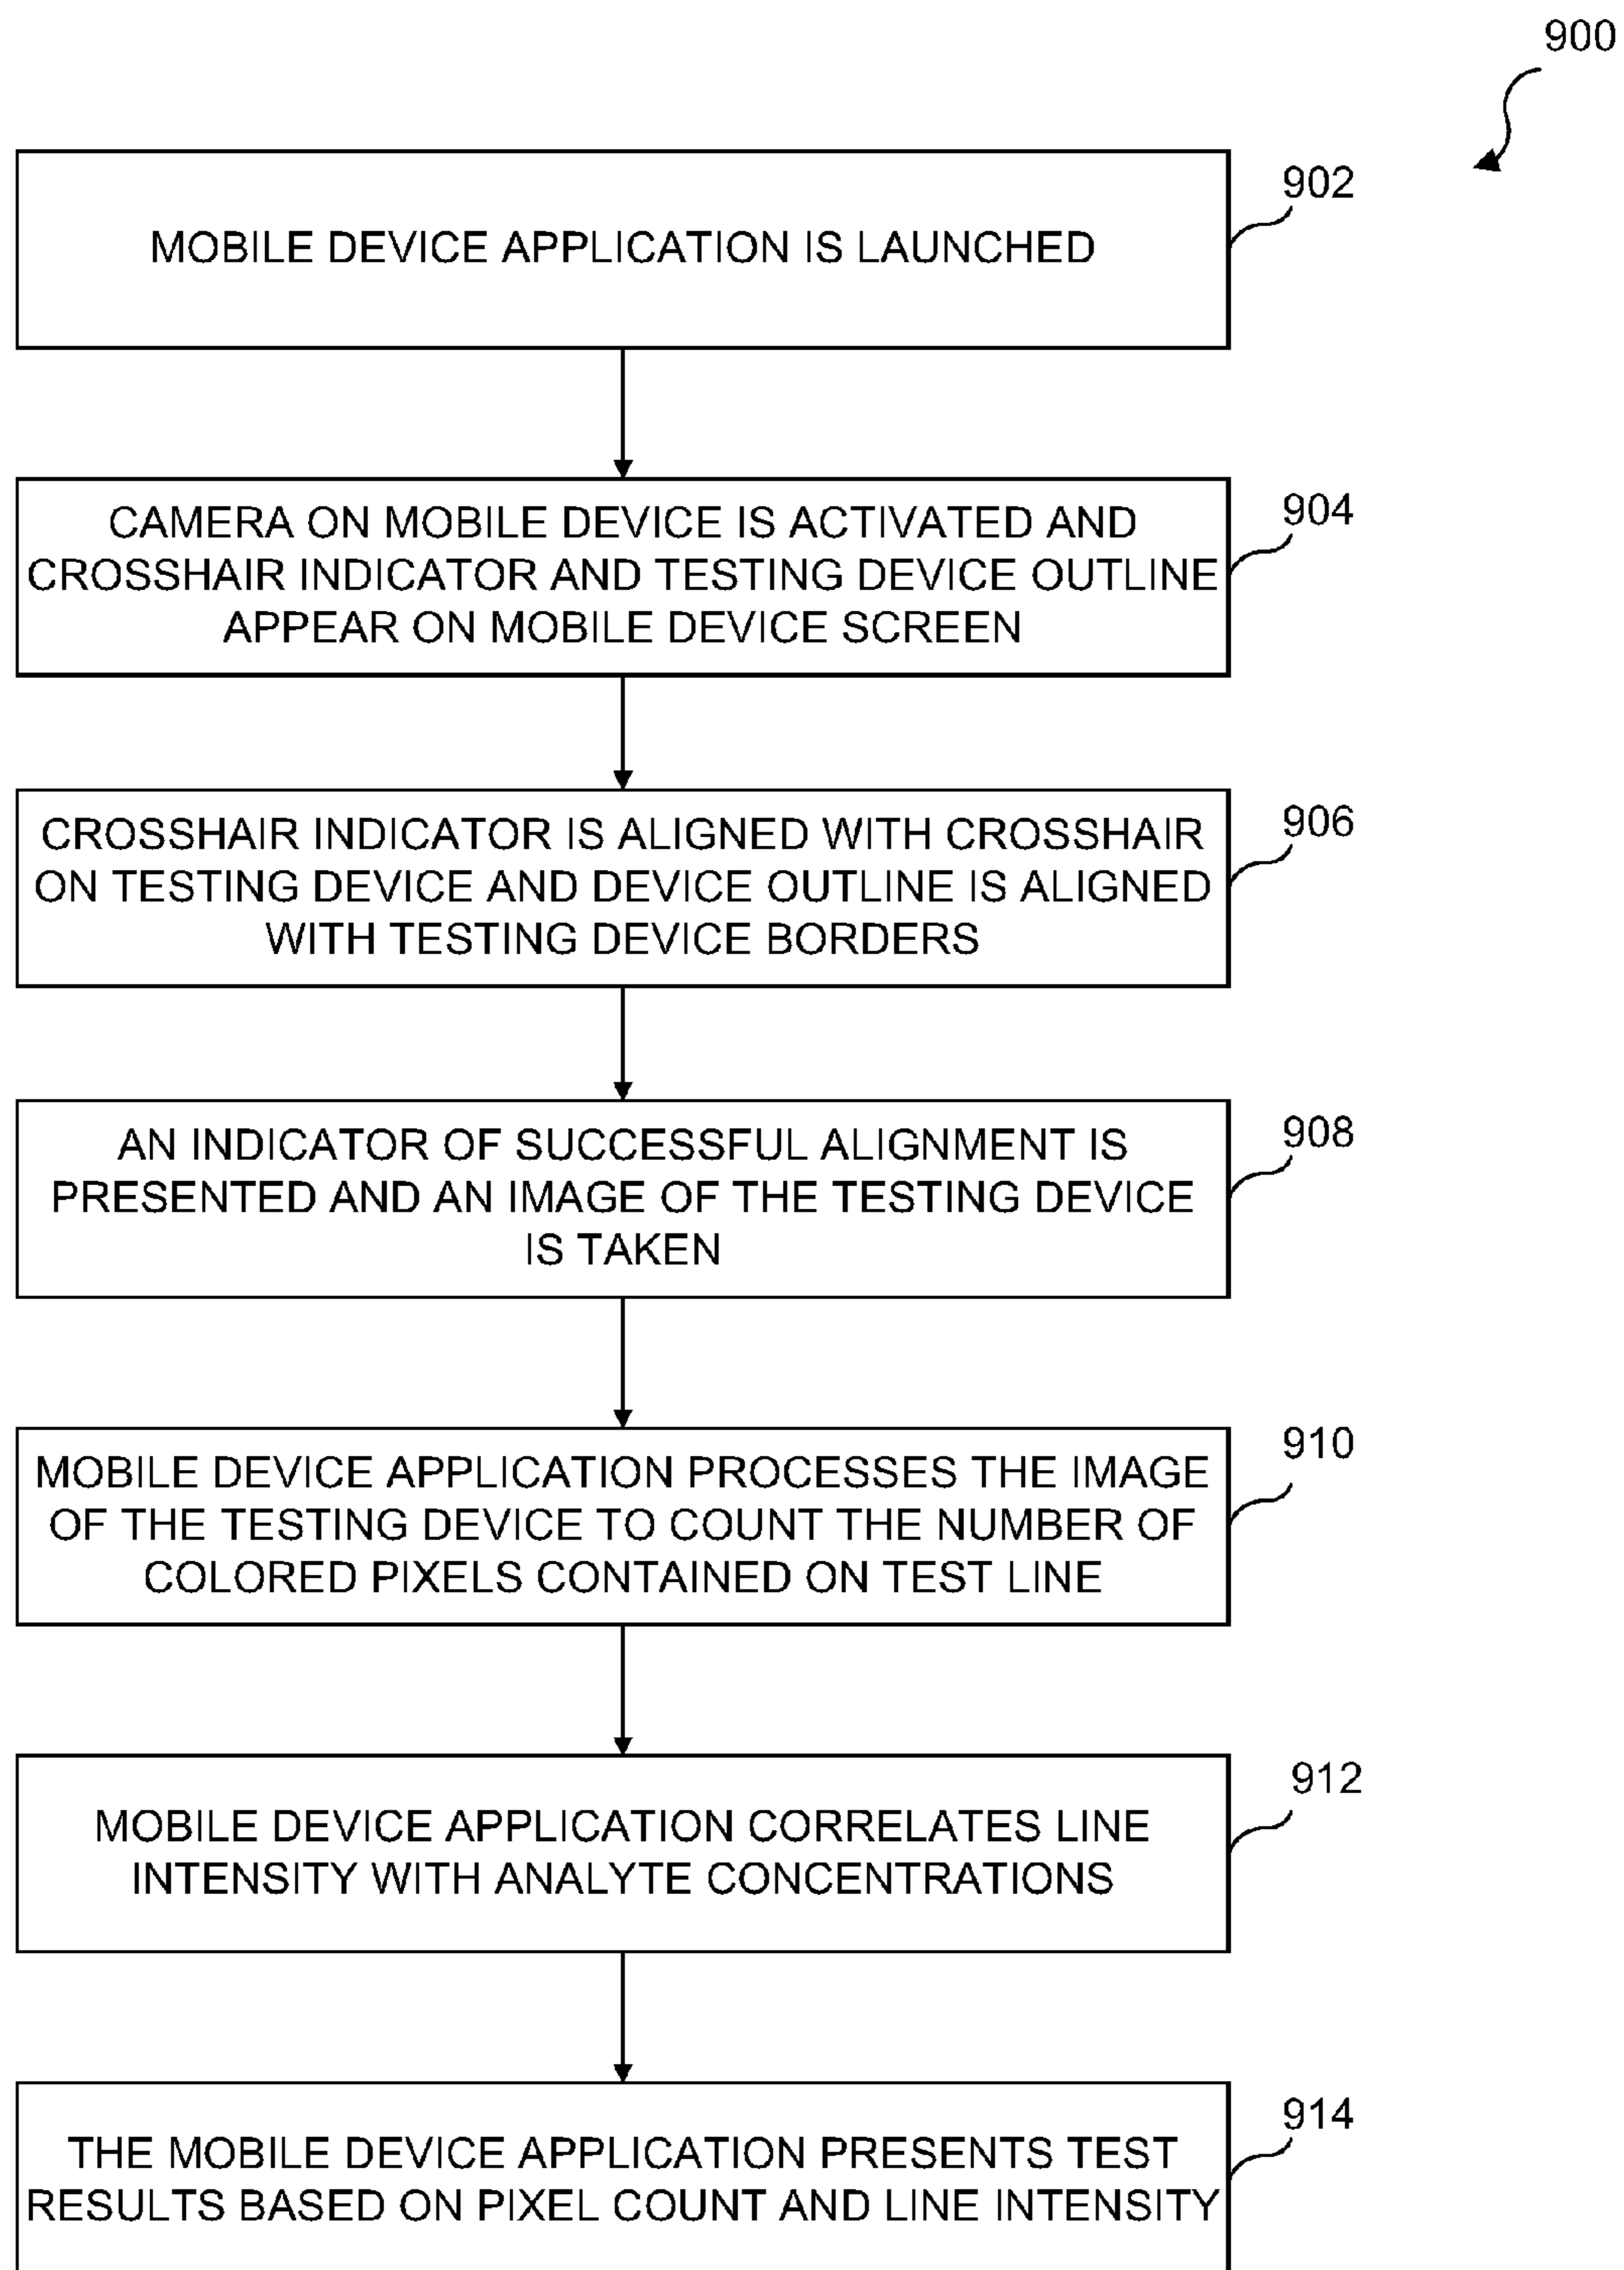 900
902
MOBILE DEVICE APPLICATION IS LAUNCHED
904
CAMERA ON MOBILE DEVICE IS ACTIVATED AND
CROSSHAIR INDICATOR AND TESTING DEVICE OUTLINE
APPEAR ON MOBILE DEVICE SCREEN
906
CROSSHAIR INDICATOR IS ALIGNED WITH CROSSHAIR
ON TESTING DEVICE AND DEVICE OUTLINE IS ALIGNED
WITH TESTING DEVICE BORDERS
908
AN INDICATOR OF SUCCESSFUL ALIGNMENT IS
PRESENTED AND AN IMAGE OF THE TESTING DEVICE
IS TAKEN
910
MOBILE DEVICE APPLICATION PROCESSES THE IMAGE
OF THE TESTING DEVICE TO COUNT THE NUMBER OF
COLORED PIXELS CONTAINED ON TEST LINE
912
MOBILE DEVICE APPLICATION CORRELATES LINE
INTENSITY WITH ANALYTE CONCENTRATIONS
914
THE MOBILE DEVICE APPLICATION PRESENTS TEST
RESULTS BASED ON PIXEL COUNT AND LINE INTENSITY